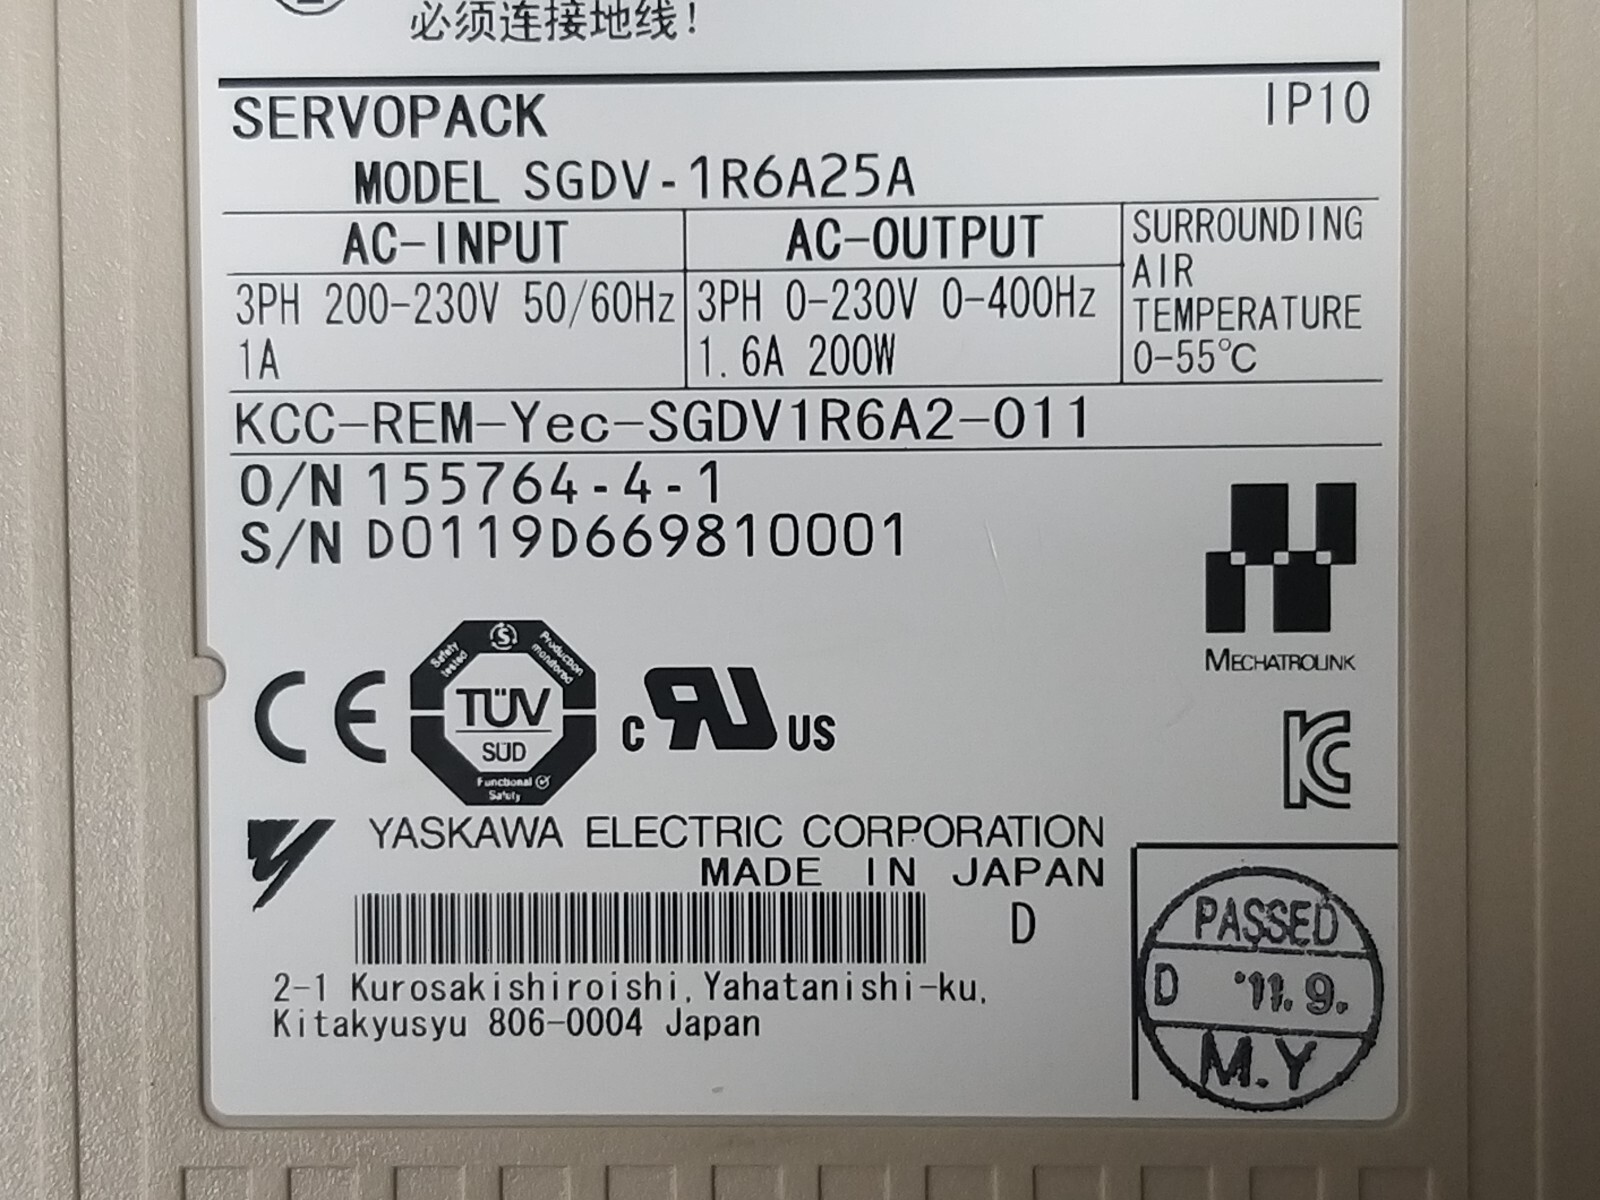 必须连接地线!
SERVOPACK
IP10
MODEL SGDV-1R6A25A
AC-INPUT
AC-OUTPUT
SURROUNDING
AIR
TEMPERATURE
0-55℃
3PH 200-230V 50/60Hz
1A
3PH 0-230V 0-400Hz
1.6A 200W
KCC-REM-Yec-SGDV1R6A2-011
O/N 155764-4-1
S/N D0119D669810001
MECHATROLINK
CE
Safety tested
S
Production monitored
TÜV
SÜD
Functional
Safety
c RU US
KC
YASKAWA ELECTRIC CORPORATION
MADE IN JAPAN
D
2-1 Kurosakishiroishi, Yahatanishi-ku,
Kitakyusyu 806-0004 Japan
PASSED
D '11. 9.
M.Y